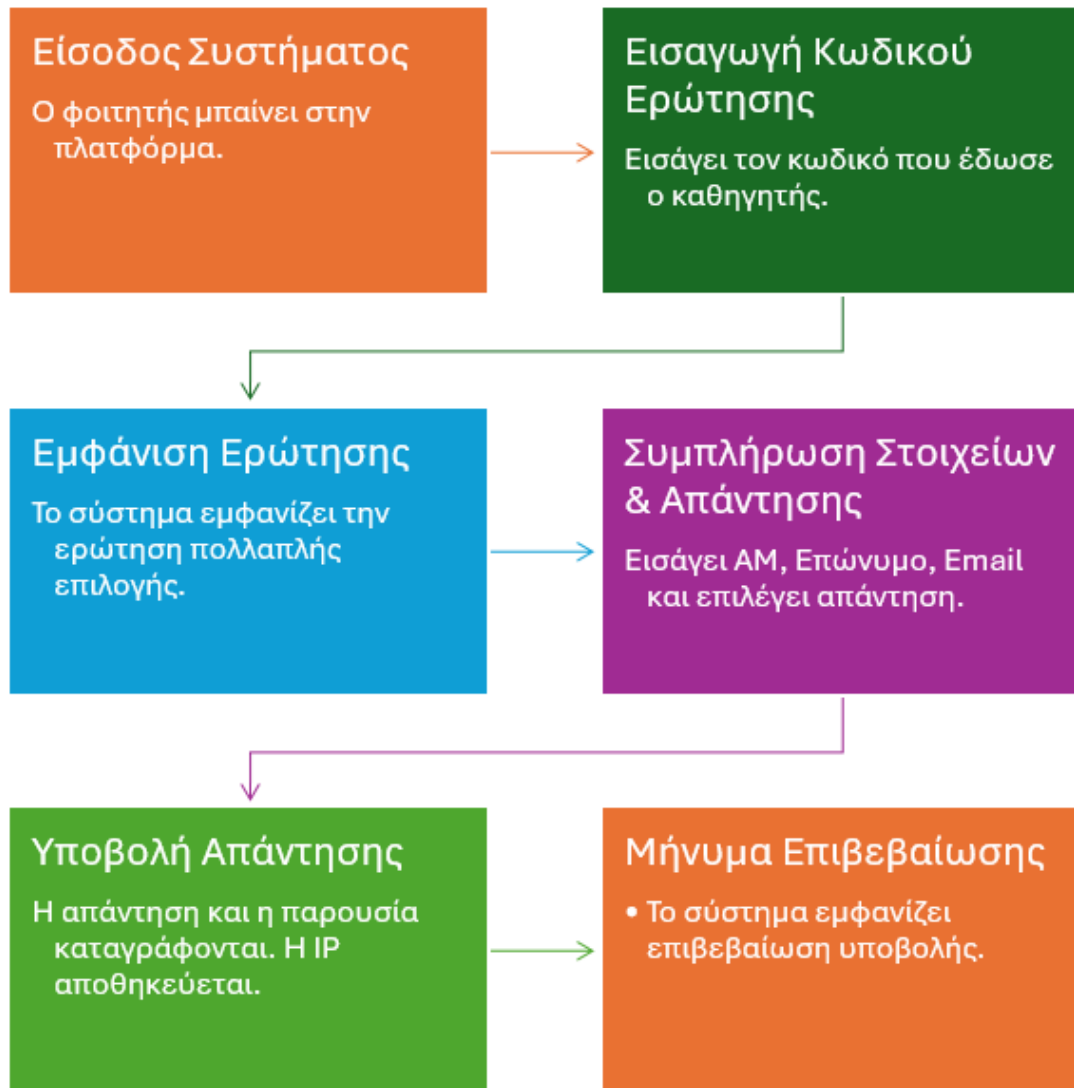 Είσοδος Συστήματος
Ο φοιτητής μπαίνει στην
πλατφόρμα.
Εισαγωγή Κωδικού
Ερώτησης
Εισάγει τον κωδικό που έδωσε
ο καθηγητής.
Εμφάνιση Ερώτησης
Το σύστημα εμφανίζει την
ερώτηση πολλαπλής
επιλογής.
Συμπλήρωση Στοιχείων
& Απάντησης
Εισάγει ΑΜ, Επώνυμο, Email
και επιλέγει απάντηση.
Υποβολή Απάντησης
Η απάντηση και η παρουσία
καταγράφονται. Η IP
αποθηκεύεται.
Μήνυμα Επιβεβαίωσης
• Το σύστημα εμφανίζει
επιβεβαίωση υποβολής.